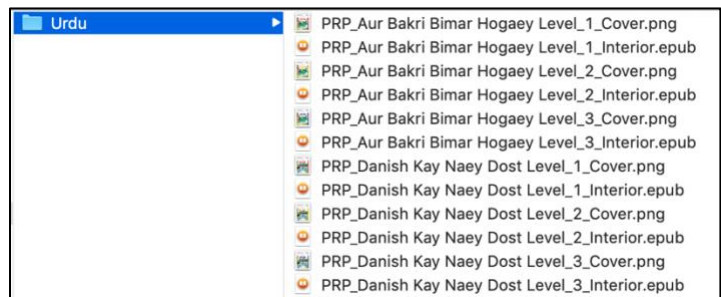 Urdu
PRP_Aur Bakri Bimar Hogaey Level_1_Cover.png
PRP_Aur Bakri Bimar Hogaey Level_1_Interior.epub
PRP_Aur Bakri Bimar Hogaey Level_2_Cover.png
PRP_Aur Bakri Bimar Hogaey Level_2_Interior.epub
PRP_Aur Bakri Bimar Hogaey Level_3_Cover.png
PRP_Aur Bakri Bimar Hogaey Level_3_Interior.epub
PRP_Danish Kay Naey Dost Level_1_Cover.png
PRP_Danish Kay Naey Dost Level_1_Interior.epub
PRP_Danish Kay Naey Dost Level_2_Cover.png
PRP_Danish Kay Naey Dost Level_2_Interior.epub
PRP_Danish Kay Naey Dost Level_3_Cover.png
PRP_Danish Kay Naey Dost Level_3_Interior.epub